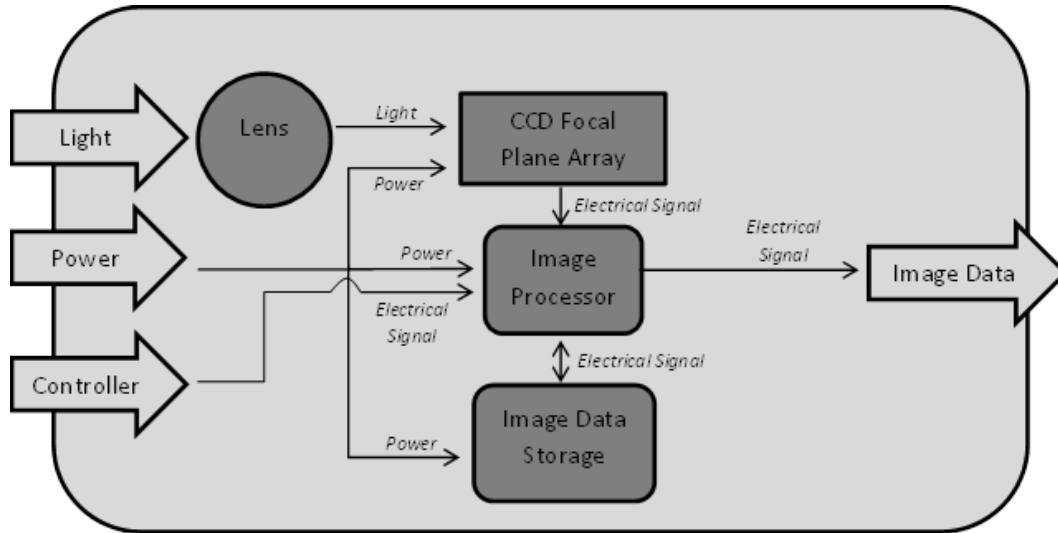 Light
Lens
Light
CCD Focal
Plane Array
Power
Electrical Signal
Power
Power
Image
Processor
Electrical
Signal
Image Data
Electrical
Signal
Controller
Electrical Signal
Image Data
Storage
Power